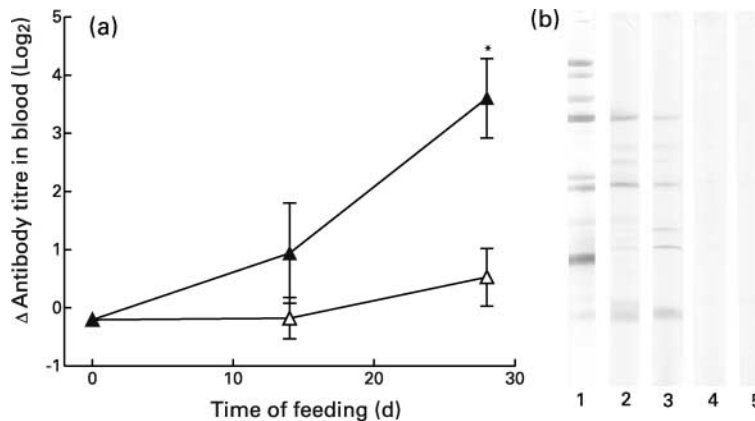 (a)
(b)
Δ Antibody titre in blood (Log2)
5
4
3
2
1
0
-1
*
0 10 20 30
Time of feeding (d)
1 2 3 4 5